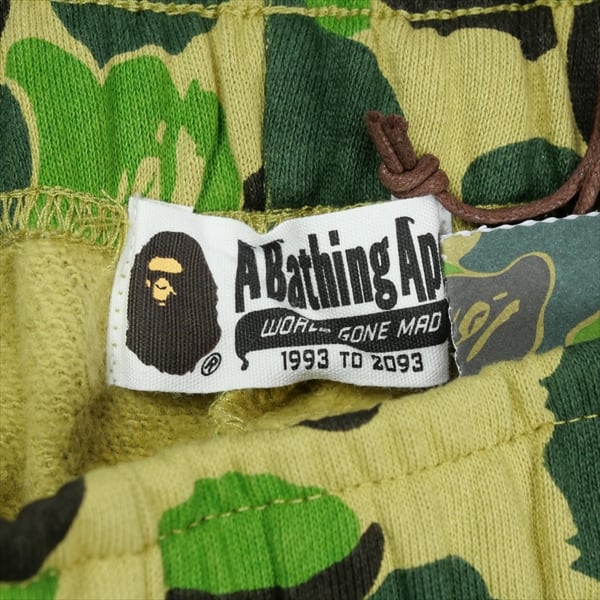 A Bathing Ap
WORLD GONE MAD
1993 TO 2093